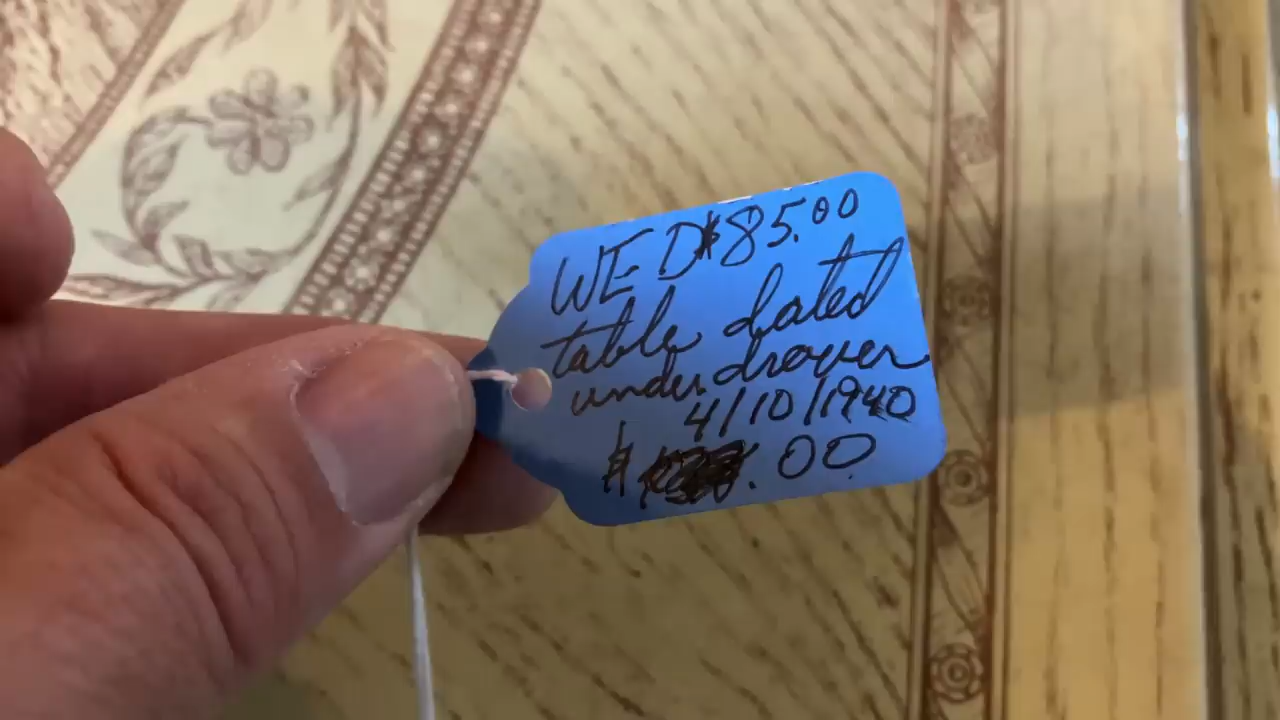 WED $85.00
table dated
under drawer
4/10/1940
$ .00